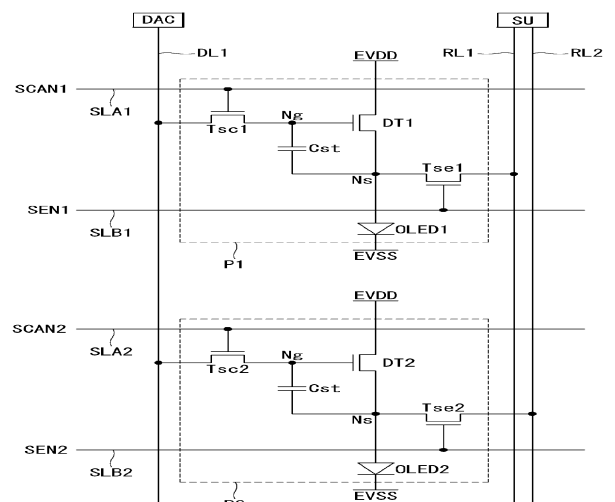 DAC SU
DL1 RL1 RL2
EVDD
SCAN1
SLA1
Ng DT1
Tsc1
Cst Tse1
Ns
SEN1
SLB1 OLED1
P1 EVSS
EVDD
SCAN2
SLA2
Ng DT2
Tsc2
Cst Tse2
Ns
SEN2
SLB2 OLED2
EVSS